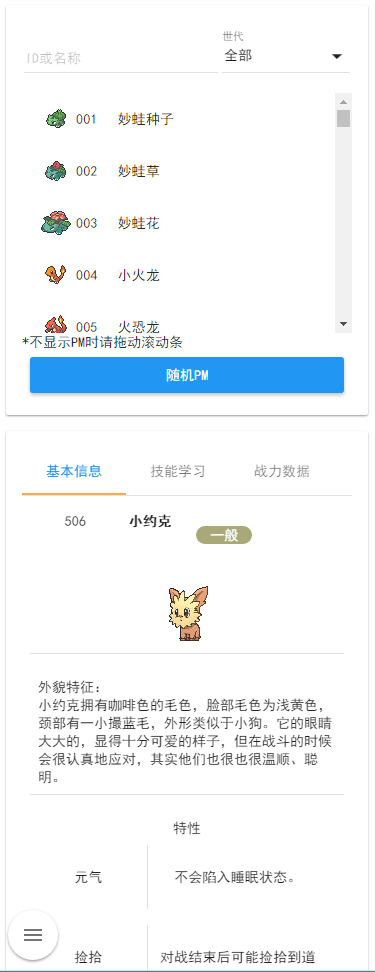 ID或名称
世代
全部
001 妙蛙种子
002 妙蛙草
003 妙蛙花
004 小火龙
005 火恐龙
*不显示PM时请拖动滚动条
随机PM
基本信息 技能学习 战力数据
506 小约克
一般
外貌特征：
小约克拥有咖啡色的毛色，脸部毛色为浅黄色，
颈部有一小撮蓝毛，外形类似于小狗。它的眼睛
大大的，显得十分可爱的样子，但在战斗的时候
会很认真地应对，其实他们也很也很温顺、聪
明。
特性
元气 不会陷入睡眠状态。
捡拾 对战结束后可能捡拾到道